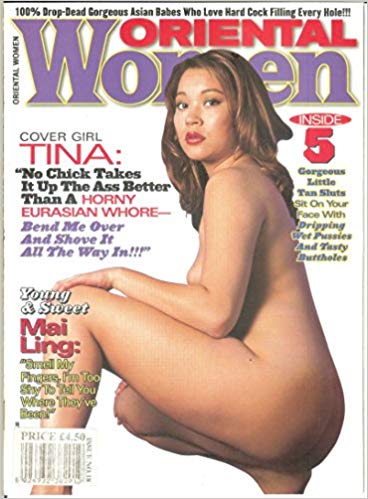 100% Drop-Dead Gorgeous Asian Babes Who Love Hard Cock Filling Every Hole!!!
ORIENTAL WOMEN
ORIENTAL
Women
COVER GIRL
TINA:
"No Chick Takes
It Up The Ass Better
Than A HORNY
EURASIAN WHORE—
Bend Me Over
And Shove It
All The Way In!!!"
INSIDE
5
Gorgeous
Little
Tan Sluts
Sit On Your
Face With
Dripping
Wet Pussies
And Tasty
Buttholes
Young
& Sweet
Mai
Ling:
"Smell My
Fingers, I'm Too
Shy To Tell You
Where They've
Been!"
PRICE £4.50